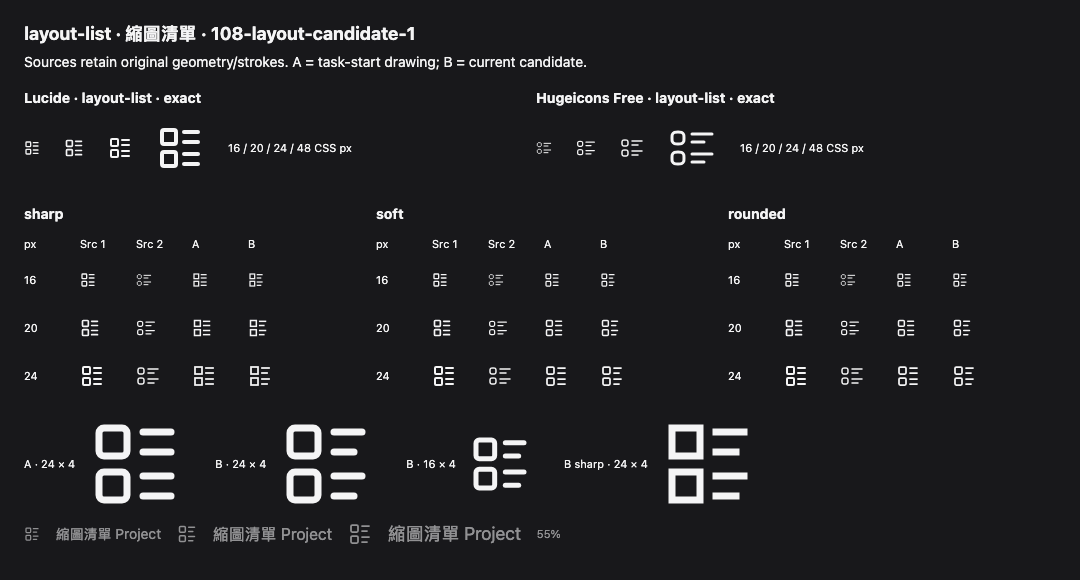 layout-list · 縮圖清單 · 108-layout-candidate-1
Sources retain original geometry/strokes. A = task-start drawing; B = current candidate.
Lucide · layout-list · exact
Hugeicons Free · layout-list · exact
16 / 20 / 24 / 48 CSS px
16 / 20 / 24 / 48 CSS px
sharp
soft
rounded
px Src 1 Src 2 A B
px Src 1 Src 2 A B
px Src 1 Src 2 A B
16
16
16
20
20
20
24
24
24
A · 24 × 4
B · 24 × 4
B · 16 × 4
B sharp · 24 × 4
縮圖清單 Project
縮圖清單 Project
縮圖清單 Project
55%